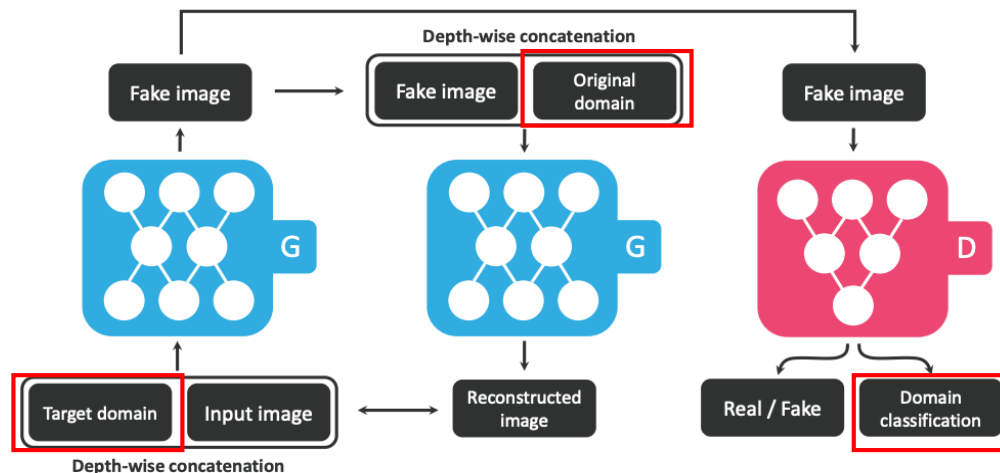 Depth-wise concatenation
Fake image
Fake image
Original
domain
Fake image
G
G
D
Target domain
Input image
Reconstructed
image
Real / Fake
Domain
classification
Depth-wise concatenation